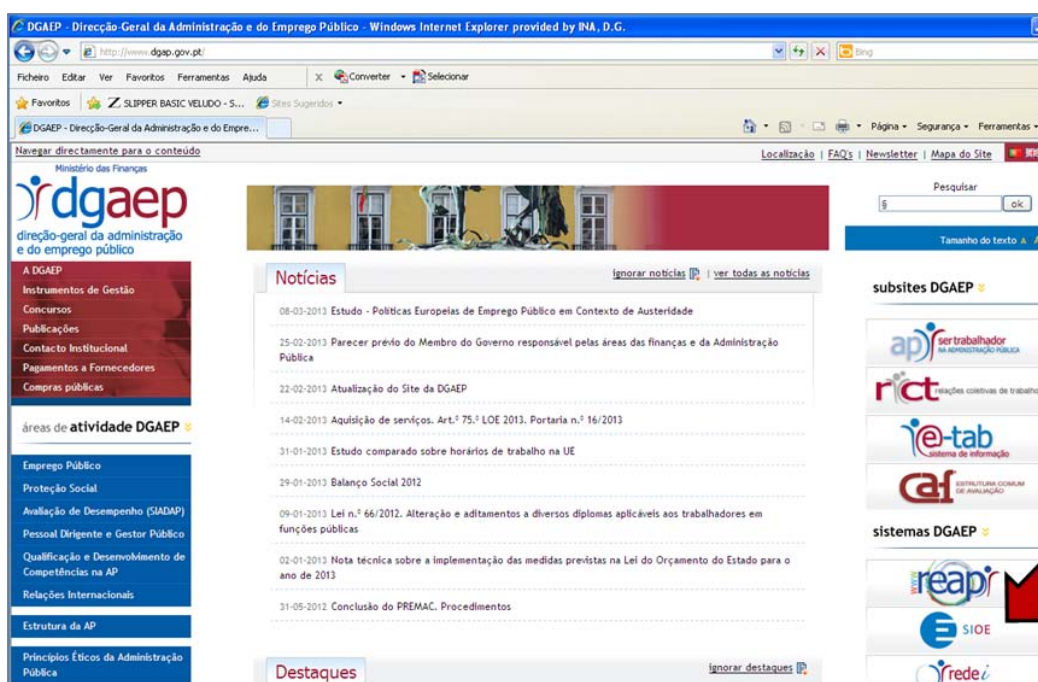 DGAEP - Direcção-Geral da Administração e do Emprego Público - Windows Internet Explorer provided by INA, D.G.
http://www.dgap.gov.pt/
Bing
Ficheiro Editar Ver Favoritos Ferramentas Ajuda
x Converter Selecionar
Favoritos
Z SLIPPER BASIC VELUDO - S...
Sites Sugeridos
DGAEP - Direcção-Geral da Administração e do Empre...
Página Segurança Ferramentas
Navegar directamente para o conteúdo
Localização | FAQ's | Newsletter | Mapa do Site
Ministério das Finanças
dgaep
direção-geral da administração
e do emprego público
Pesquisar
§
ok
Tamanho do texto A A
A DGAEP
Instrumentos de Gestão
Concursos
Publicações
Contacto Institucional
Pagamentos a Fornecedores
Compras públicas
áreas de atividade DGAEP
Emprego Público
Proteção Social
Avaliação de Desempenho (SIADAP)
Pessoal Dirigente e Gestor Público
Qualificação e Desenvolvimento de
Competências na AP
Relações Internacionais
Estrutura da AP
Princípios Éticos da Administração
Pública
Notícias
ignorar notícias | ver todas as notícias
08-03-2013 Estudo - Políticas Europeias de Emprego Público em Contexto de Austeridade
25-02-2013 Parecer prévio do Membro do Governo responsável pelas áreas das finanças e da Administração
Pública
22-02-2013 Atualização do Site da DGAEP
14-02-2013 Aquisição de serviços. Art.º 75.º LOE 2013. Portaria n.º 16/2013
31-01-2013 Estudo comparado sobre horários de trabalho na UE
29-01-2013 Balanço Social 2012
09-01-2013 Lei n.º 66/2012. Alteração e aditamentos a diversos diplomas aplicáveis aos trabalhadores em
funções públicas
02-01-2013 Nota técnica sobre a implementação das medidas previstas na Lei do Orçamento do Estado para o
ano de 2013
31-05-2012 Conclusão do PREMAC. Procedimentos
Destaques
ignorar destaques
subsites DGAEP
ap
ser trabalhador
NA ADMINISTRAÇÃO PÚBLICA
rct relações coletivas de trabalho
e-tab
sistema de informação
caf
ESTRUTURA COMUM
DE AVALIAÇÃO
sistemas DGAEP
www
reap
SIOE
rede i